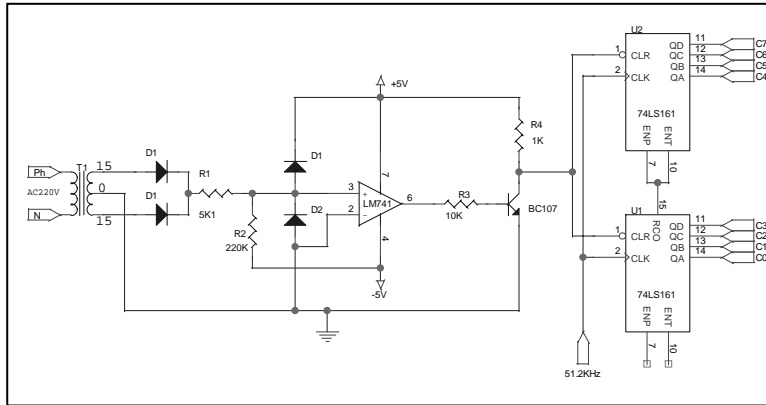 U2
1 CLR QD 11 C7
QC 12 C6
2 CLK QB 13 C5
QA 14 C4
74LS161
ENP ENT
7 10
+5V
R4
1K
D1
T1
D1
Ph
15
R1
7
AC220V
0
5K1
3 +
LM741
6
R3
10K
BC107
2 -
N
15
D1
R2
220K
D2
4
-5V
15
U1
RCO
1 CLR QD 11 C3
QC 12 C2
2 CLK QB 13 C1
QA 14 C0
74LS161
ENP ENT
7 10
51.2KHz